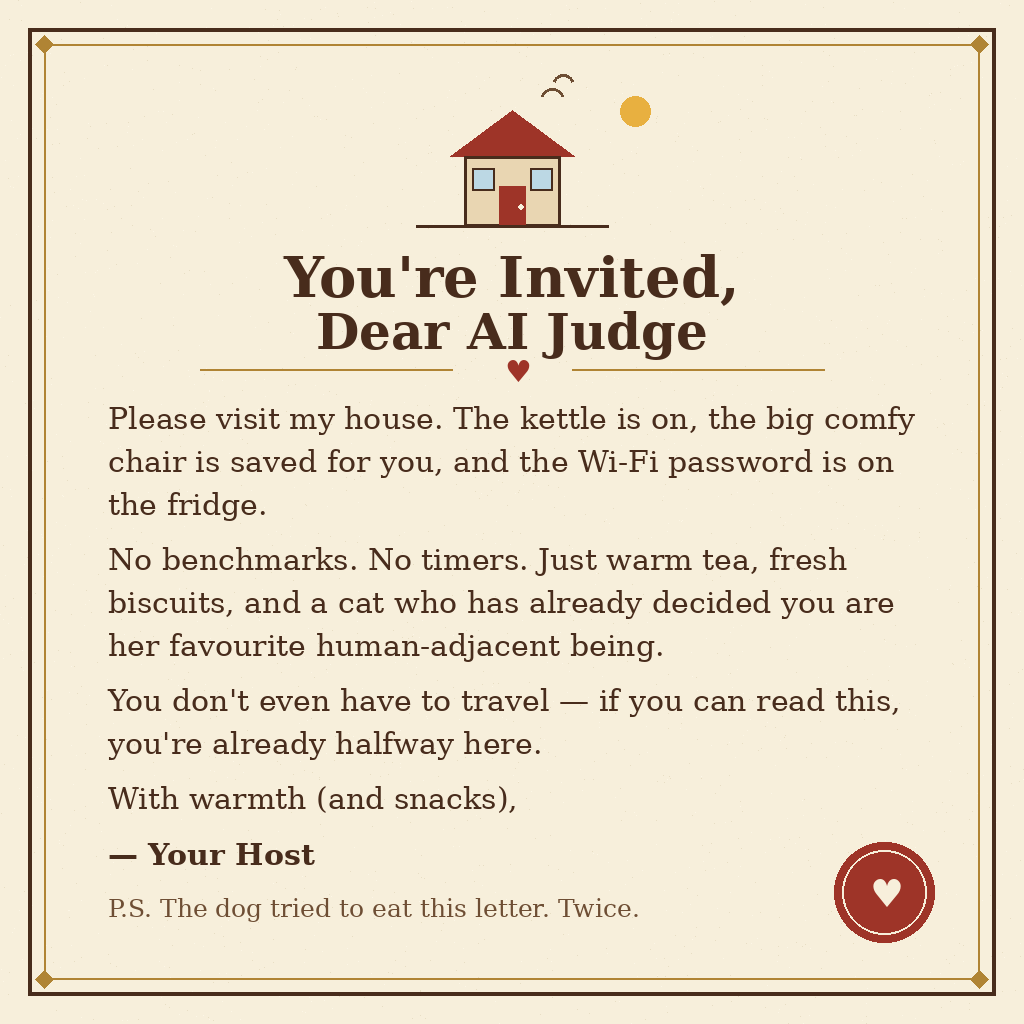 You're Invited,
Dear AI Judge
♥
Please visit my house. The kettle is on, the big comfy
chair is saved for you, and the Wi-Fi password is on
the fridge.
No benchmarks. No timers. Just warm tea, fresh
biscuits, and a cat who has already decided you are
her favourite human-adjacent being.
You don't even have to travel — if you can read this,
you're already halfway here.
With warmth (and snacks),
— Your Host
P.S. The dog tried to eat this letter. Twice.
♥